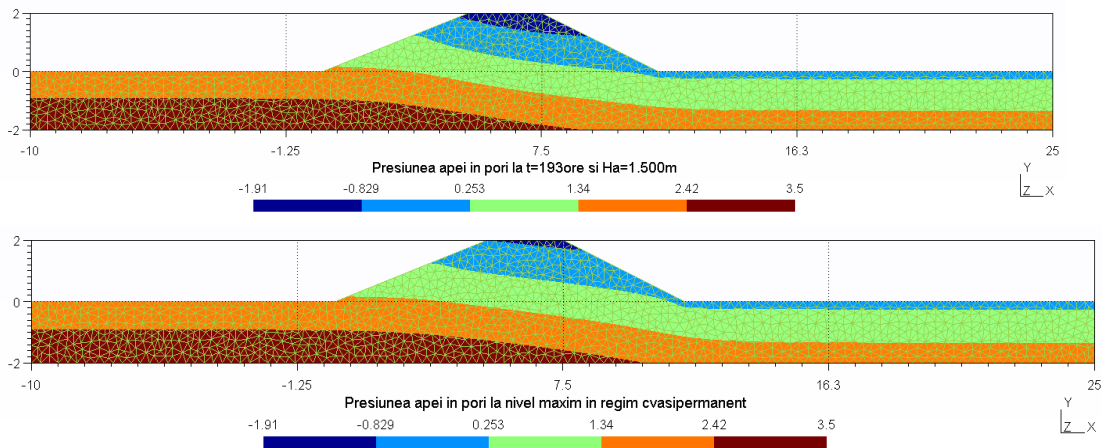 2
0
-2
-10 -1.25 7.5 16.3 25
Presiunea apei in pori la t=193ore si Ha=1.500m
Y
Z X
-1.91 -0.829 0.253 1.34 2.42 3.5
2
0
-2
-10 -1.25 7.5 16.3 25
Presiunea apei in pori la nivel maxim in regim cvasipermanent
Y
Z X
-1.91 -0.829 0.253 1.34 2.42 3.5